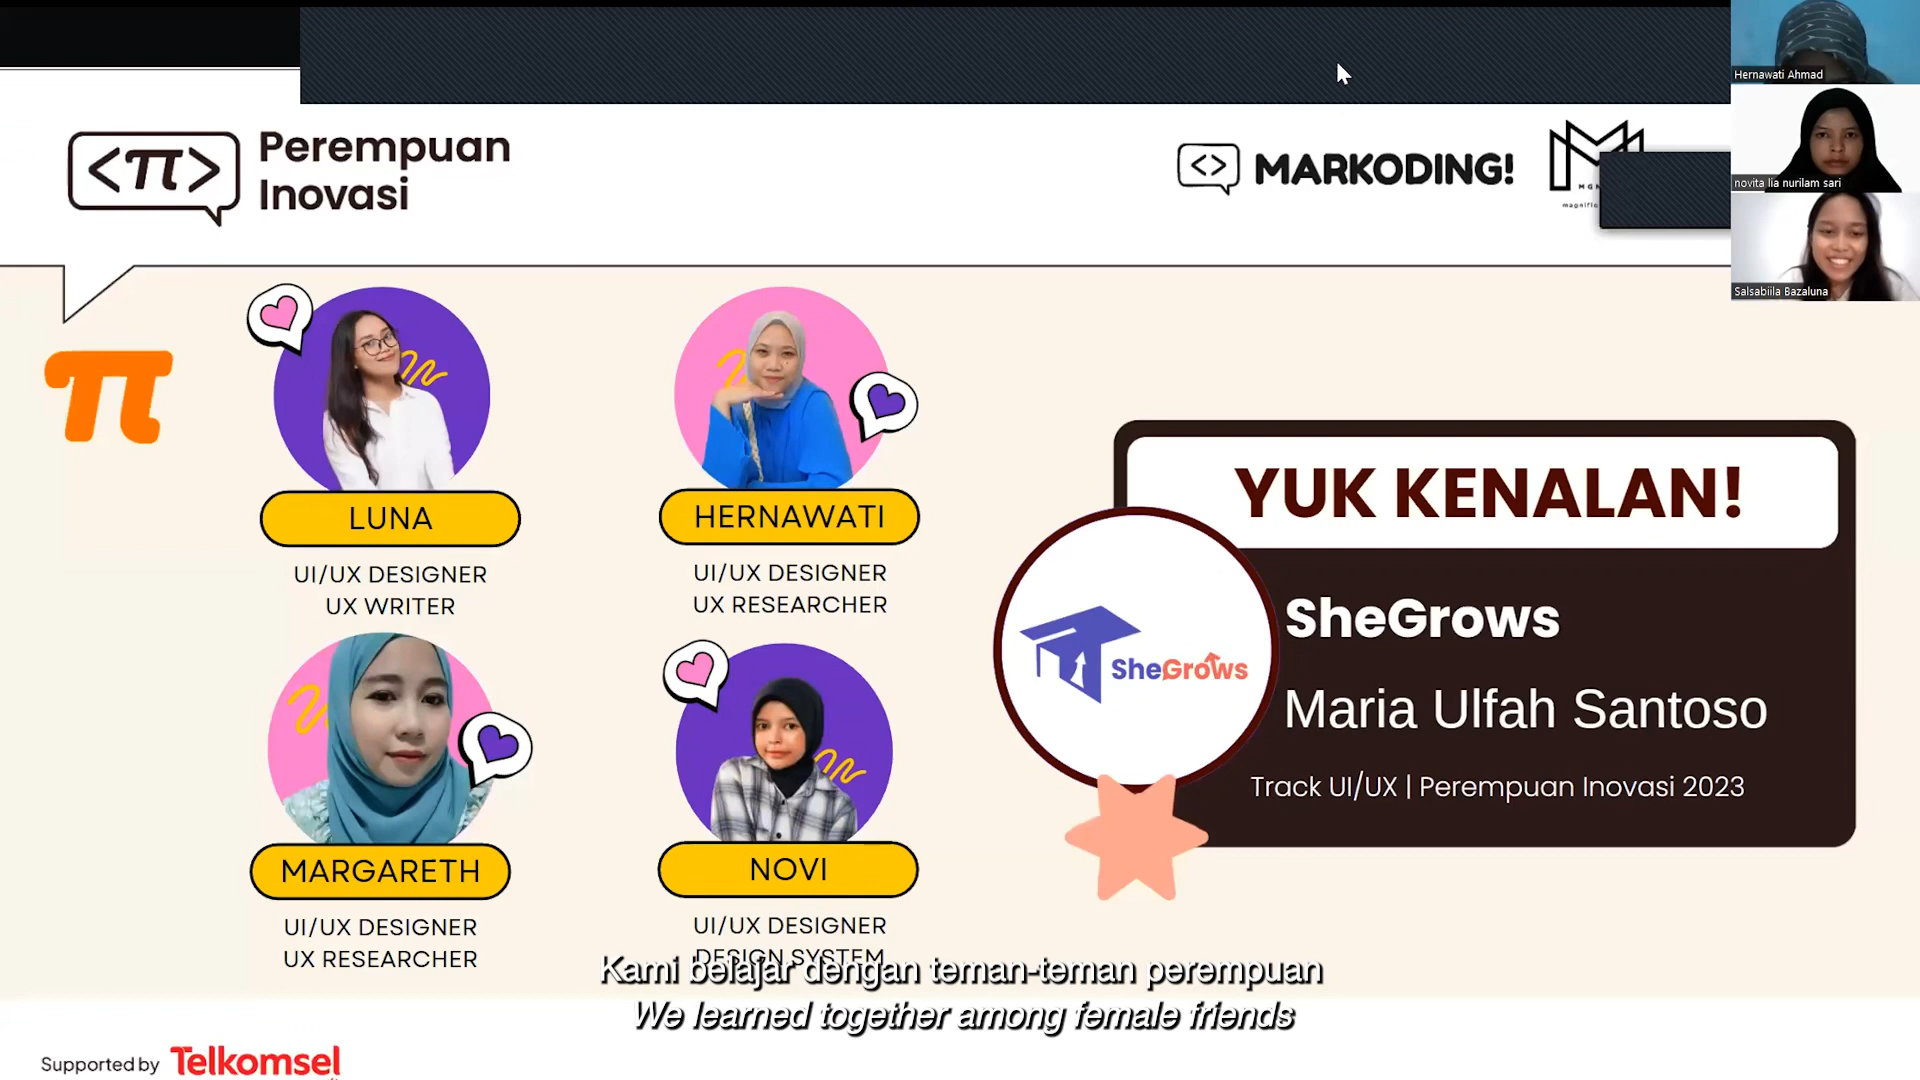 <π>
Perempuan
Inovasi
<> MARKODING!
Hernawati Ahmad
novita lia nurilam sari
Salsabiila Bazaluna
π
LUNA
UI/UX DESIGNER
UX WRITER
HERNAWATI
UI/UX DESIGNER
UX RESEARCHER
MARGARETH
UI/UX DESIGNER
UX RESEARCHER
NOVI
UI/UX DESIGNER
DESIGN SYSTEM
YUK KENALAN!
SheGrows
SheGrows
Maria Ulfah Santoso
Track UI/UX | Perempuan Inovasi 2023
Kami belajar dengan teman-teman perempuan
We learned together among female friends
Supported by Telkomsel